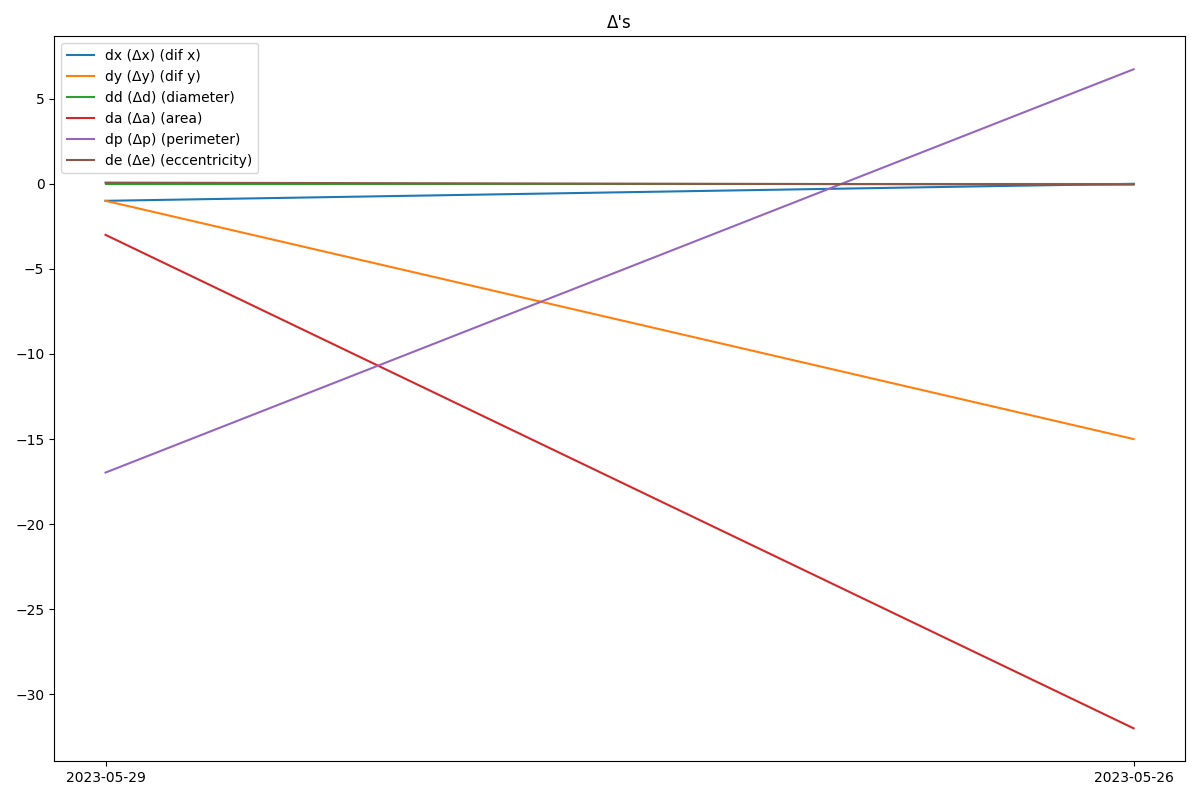 Δ's
dx (Δx) (dif x)
dy (Δy) (dif y)
dd (Δd) (diameter)
da (Δa) (area)
dp (Δp) (perimeter)
de (Δe) (eccentricity)
5
0
−5
−10
−15
−20
−25
−30
2023-05-29
2023-05-26